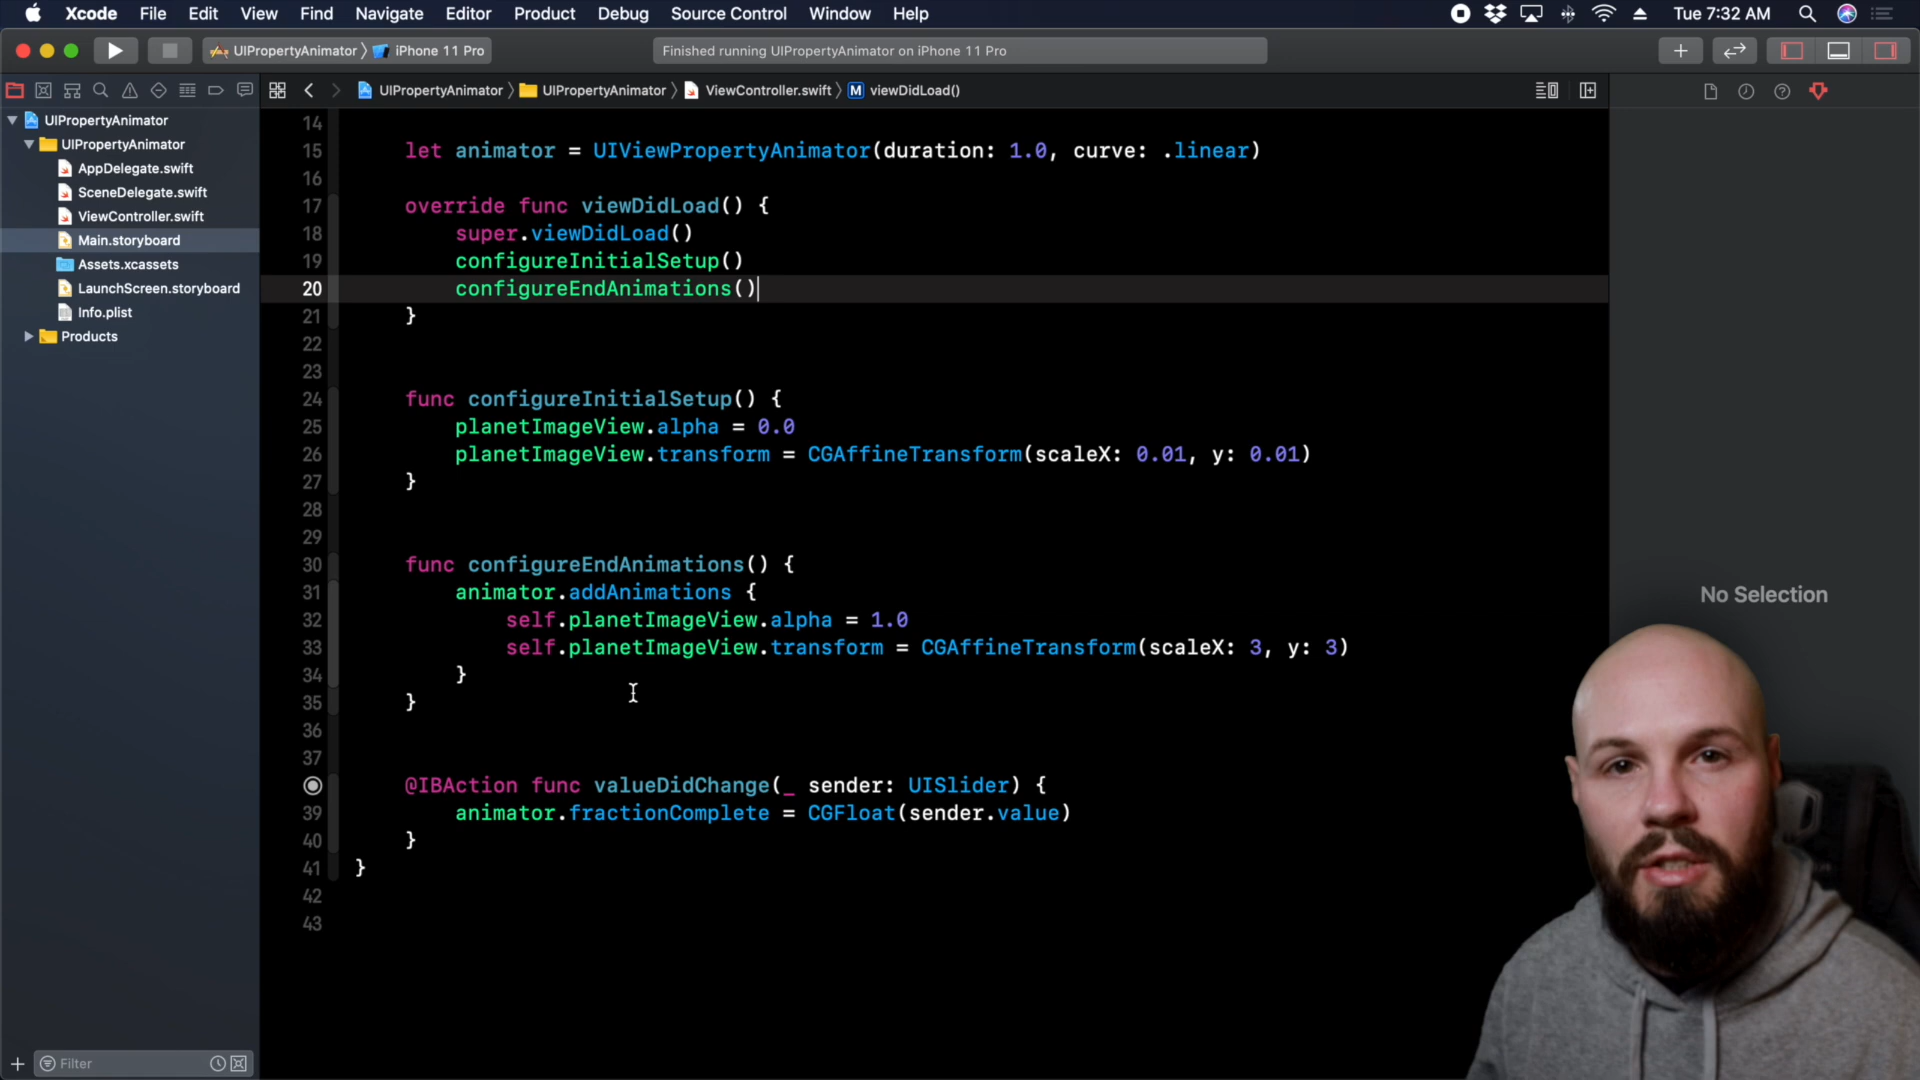 Xcode File Edit View Find Navigate Editor Product Debug Source Control Window Help Tue 7:32 AM
UIPropertyAnimator iPhone 11 Pro Finished running UIPropertyAnimator on iPhone 11 Pro
UIPropertyAnimator UIPropertyAnimator ViewController.swift M viewDidLoad()
UIPropertyAnimator
UIPropertyAnimator
AppDelegate.swift
SceneDelegate.swift
ViewController.swift
Main.storyboard
Assets.xcassets
LaunchScreen.storyboard
Info.plist
Products
Filter
14
15 let animator = UIViewPropertyAnimator(duration: 1.0, curve: .linear)
16
17 override func viewDidLoad() {
18 super.viewDidLoad()
19 configureInitialSetup()
20 configureEndAnimations()
21 }
22
23
24 func configureInitialSetup() {
25 planetImageView.alpha = 0.0
26 planetImageView.transform = CGAffineTransform(scaleX: 0.01, y: 0.01)
27 }
28
29
30 func configureEndAnimations() {
31 animator.addAnimations {
32 self.planetImageView.alpha = 1.0
33 self.planetImageView.transform = CGAffineTransform(scaleX: 3, y: 3)
34 }
35 }
36
37
@IBAction func valueDidChange(_ sender: UISlider) {
39 animator.fractionComplete = CGFloat(sender.value)
40 }
41 }
42
43
No Selection